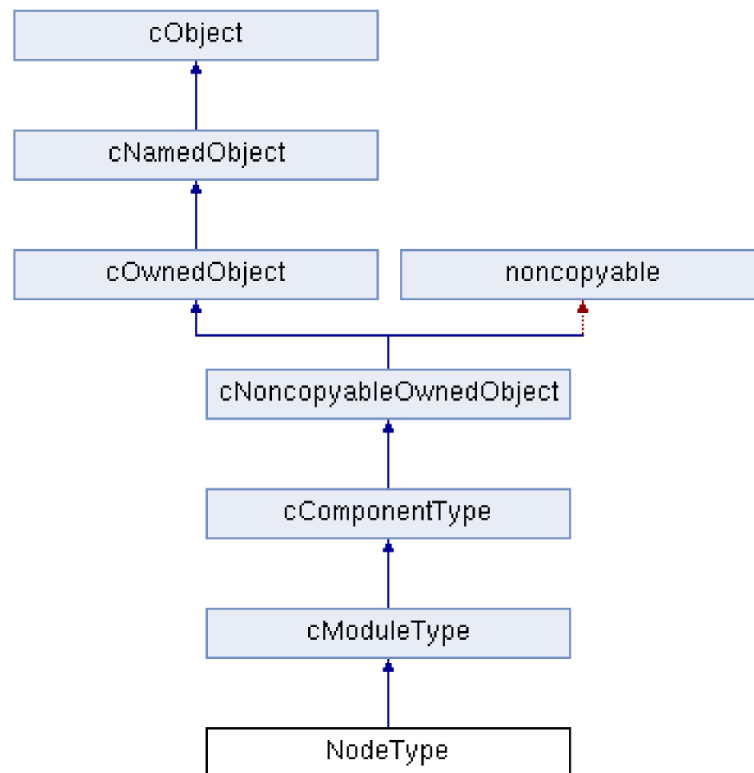 cObject
cNamedObject
cOwnedObject
noncopyable
cNoncopyableOwnedObject
cComponentType
cModuleType
NodeType